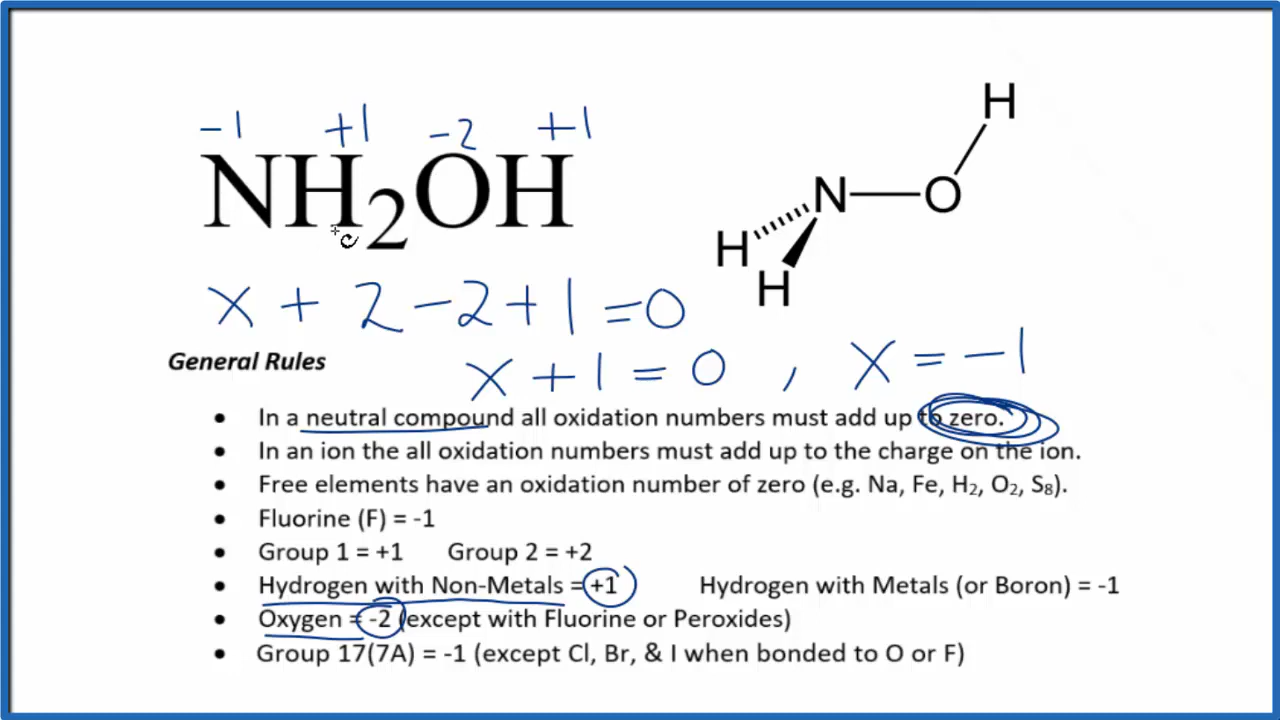 -1 +1 -2 +1
NH2OH
H
N O
H
H
x + 2 - 2 + 1 = 0
General Rules
x + 1 = 0 , x = -1
• In a neutral compound all oxidation numbers must add up to zero.
• In an ion the all oxidation numbers must add up to the charge on the ion.
• Free elements have an oxidation number of zero (e.g. Na, Fe, H2, O2, S8).
• Fluorine (F) = -1
• Group 1 = +1 Group 2 = +2
• Hydrogen with Non-Metals = +1 Hydrogen with Metals (or Boron) = -1
• Oxygen = -2 (except with Fluorine or Peroxides)
• Group 17(7A) = -1 (except Cl, Br, & I when bonded to O or F)